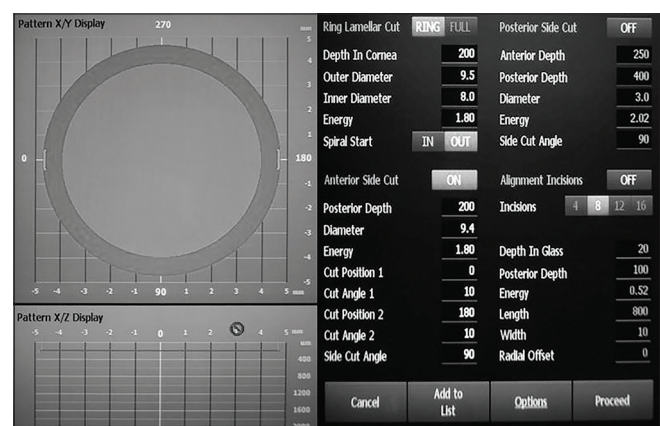 Pattern X/Y Display
270
mm
5
4
3
2
1
0
180
-1
-2
-3
-4
-5
-5 -4 -3 -2 -1 90 1 2 3 4 5 mm
Pattern X/Z Display
-5 -4 -3 -2 -1 0 1 2 3 4 5 mm
um
400
800
1200
1600
2000
Ring Lamellar Cut RING FULL
Depth In Cornea 200
Outer Diameter 9.5
Inner Diameter 8.0
Energy 1.80
Spiral Start IN OUT
Posterior Side Cut OFF
Anterior Depth 250
Posterior Depth 400
Diameter 3.0
Energy 2.02
Side Cut Angle 90
Anterior Side Cut ON
Posterior Depth 200
Diameter 9.4
Energy 1.80
Cut Position 1 0
Cut Angle 1 10
Cut Position 2 180
Cut Angle 2 10
Side Cut Angle 90
Alignment Incisions OFF
Incisions 4 8 12 16
Depth In Glass 20
Posterior Depth 100
Energy 0.52
Length 800
Width 10
Radial Offset 0
Cancel
Add to
List
Options
Proceed